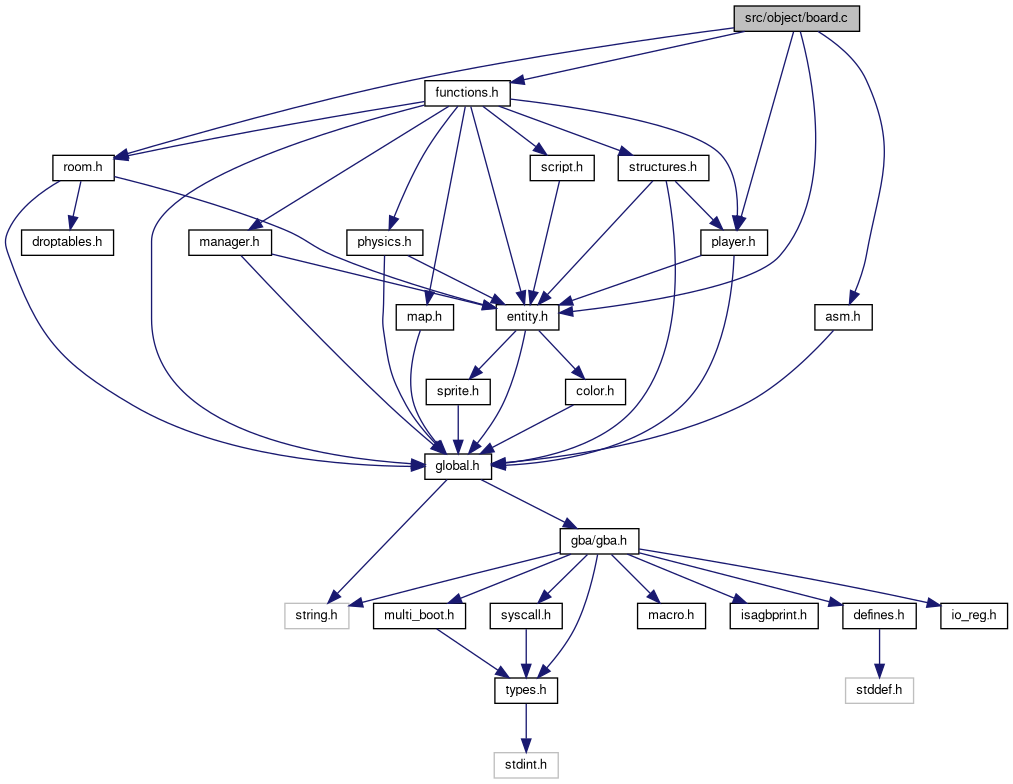 src/object/board.c
functions.h
room.h
script.h
structures.h
droptables.h
manager.h
physics.h
player.h
map.h
entity.h
asm.h
sprite.h
color.h
global.h
gba/gba.h
string.h
multi_boot.h
syscall.h
macro.h
isagbprint.h
defines.h
io_reg.h
types.h
stddef.h
stdint.h